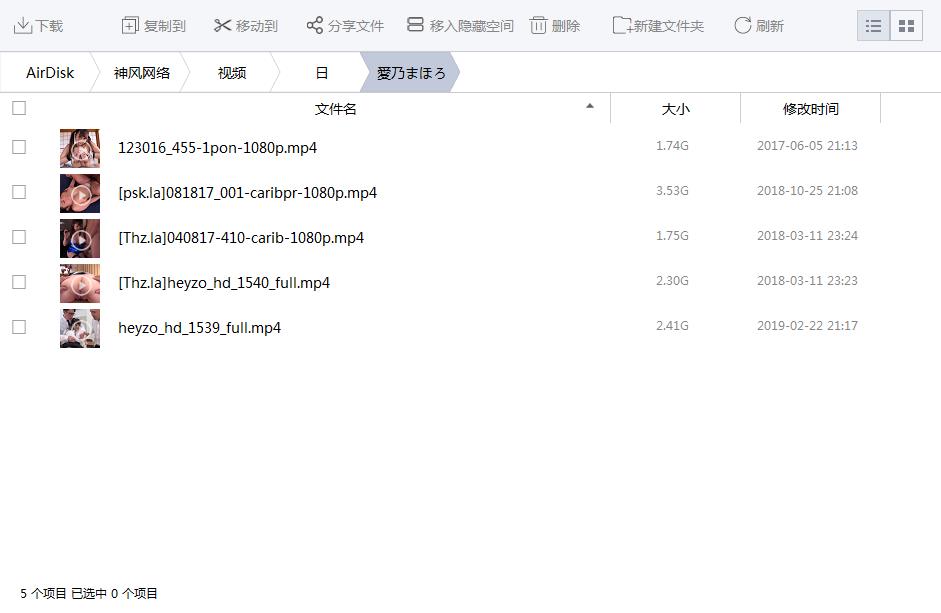 下载 复制到 移动到 分享文件 移入隐藏空间 删除 新建文件夹 刷新
AirDisk 神风网络 视频 日 愛乃まほろ
文件名 大小 修改时间
123016_455-1pon-1080p.mp4 1.74G 2017-06-05 21:13
[psk.la]081817_001-caribpr-1080p.mp4 3.53G 2018-10-25 21:08
[Thz.la]040817-410-carib-1080p.mp4 1.75G 2018-03-11 23:24
[Thz.la]heyzo_hd_1540_full.mp4 2.30G 2018-03-11 23:23
heyzo_hd_1539_full.mp4 2.41G 2019-02-22 21:17
5 个项目 已选中 0 个项目